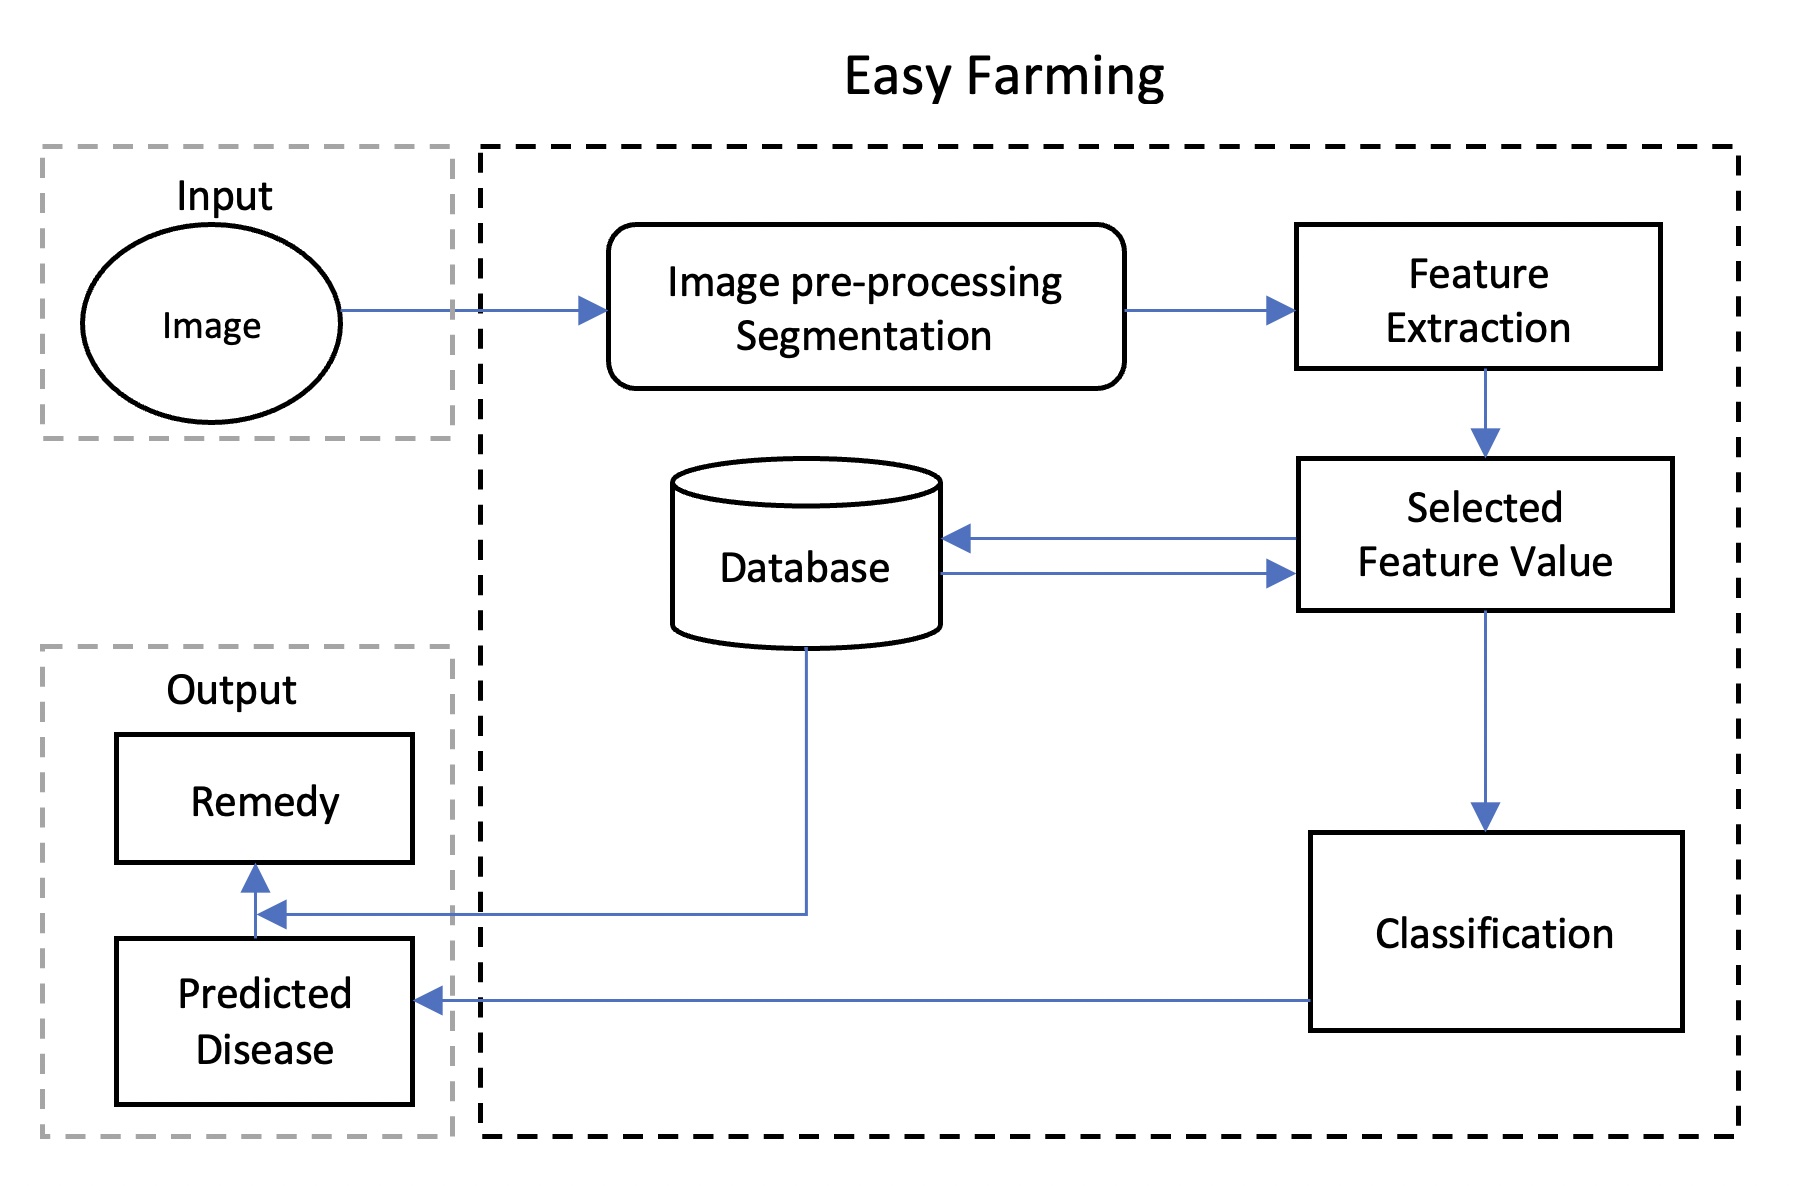 Easy Farming
Input
Image
Image pre-processing
Segmentation
Feature
Extraction
Database
Selected
Feature Value
Output
Remedy
Predicted
Disease
Classification